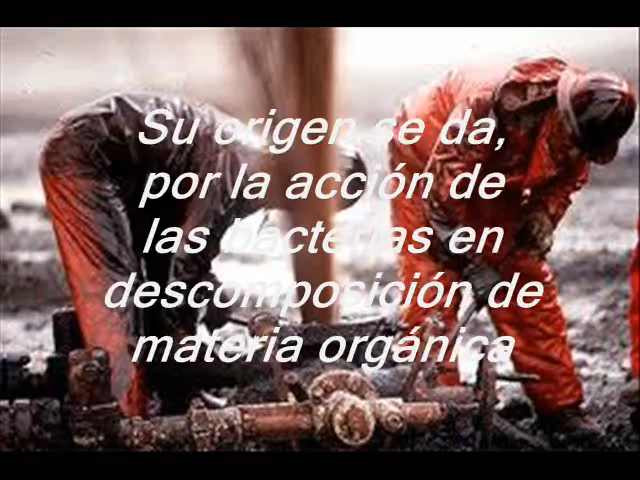 Su origen se da,
por la acción de
las bacterias en
descomposición de
materia orgánica